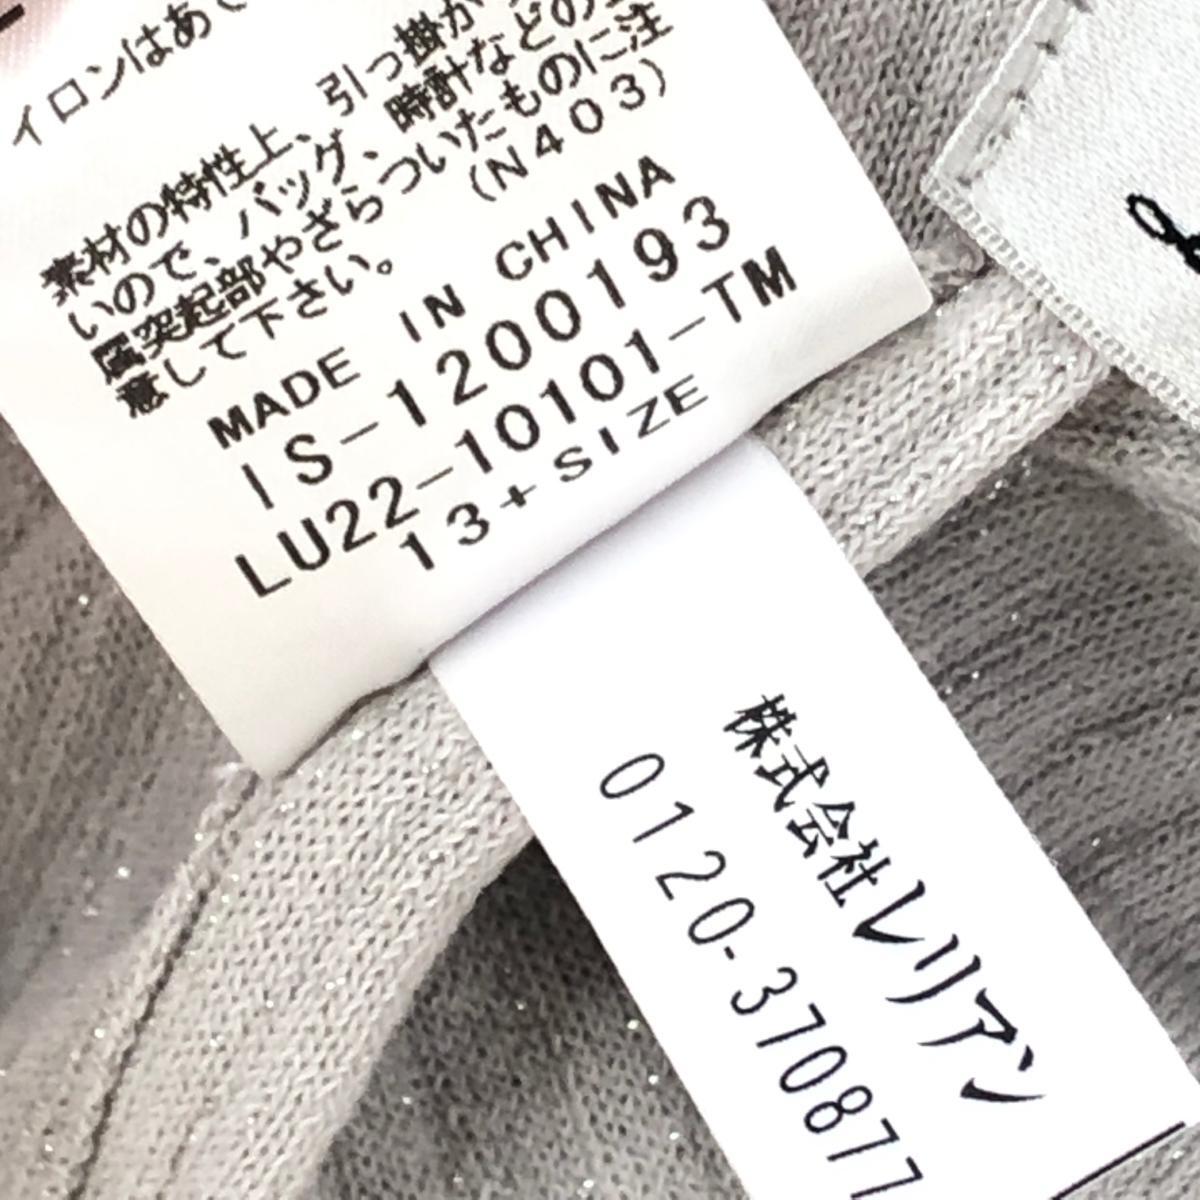 イロンはあて
素材の特性上、引っ掛か
いので、バッグ、時計などの
属突起部やざらついたものに注
意して下さい。 (N403)
MADE IN CHINA
IS-1200193
LU22-10101-TM
13+SIZE
株式会社レリアン
0120-370877